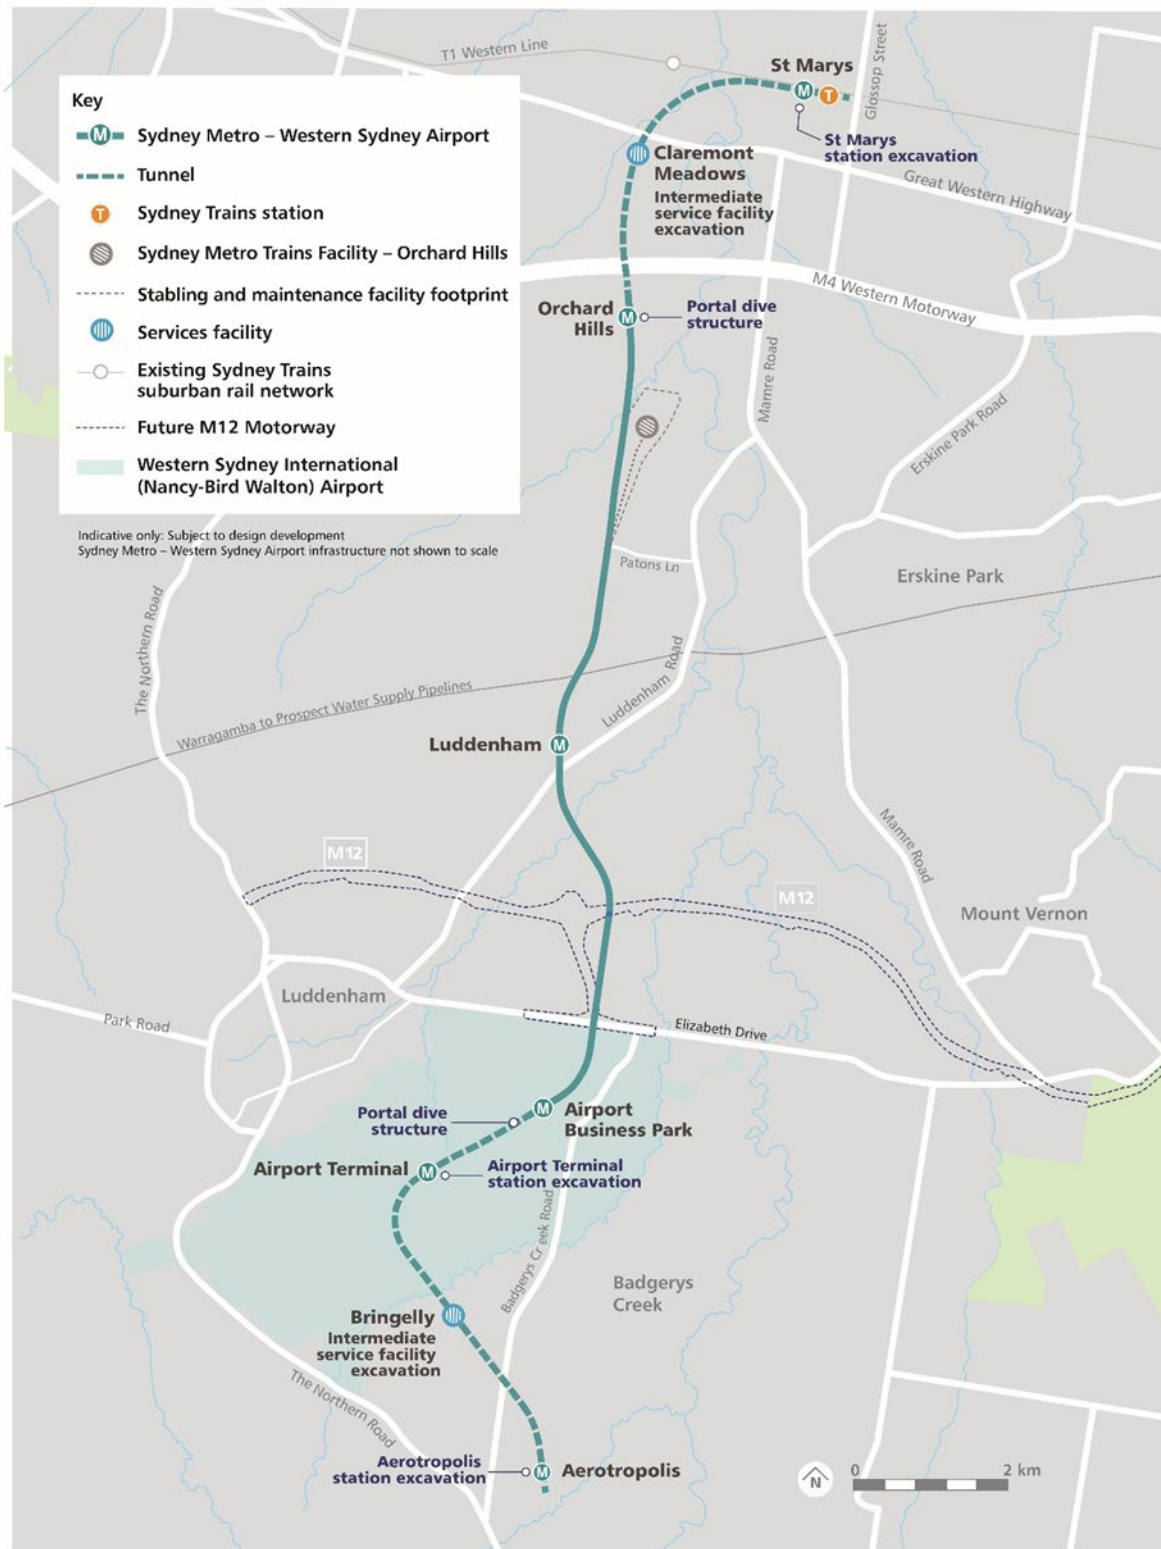 T1 Western Line
St Marys
M
T
Glossop Street
St Marys
station excavation
Key
M
Sydney Metro – Western Sydney Airport
Tunnel
T
Sydney Trains station
Sydney Metro Trains Facility – Orchard Hills
Stabling and maintenance facility footprint
Services facility
Existing Sydney Trains
suburban rail network
Future M12 Motorway
Western Sydney International
(Nancy-Bird Walton) Airport
Indicative only: Subject to design development
Sydney Metro – Western Sydney Airport infrastructure not shown to scale
Claremont
Meadows
Intermediate
service facility
excavation
Great Western Highway
M4 Western Motorway
Orchard
Hills
M
Portal dive
structure
Mamre Road
Erskine Park Road
Patons Ln
Erskine Park
The Northern Road
Warragamba to Prospect Water Supply Pipelines
Luddenham Road
Luddenham
M
Mamre Road
M12
M12
Mount Vernon
Luddenham
Park Road
Elizabeth Drive
Portal dive
structure
M
Airport
Business Park
Airport Terminal
M
Airport Terminal
station excavation
Badgerys Creek Road
Badgerys
Creek
Bringelly
Intermediate
service facility
excavation
The Northern Road
Aerotropolis
station excavation
M
Aerotropolis
N
0
2 km